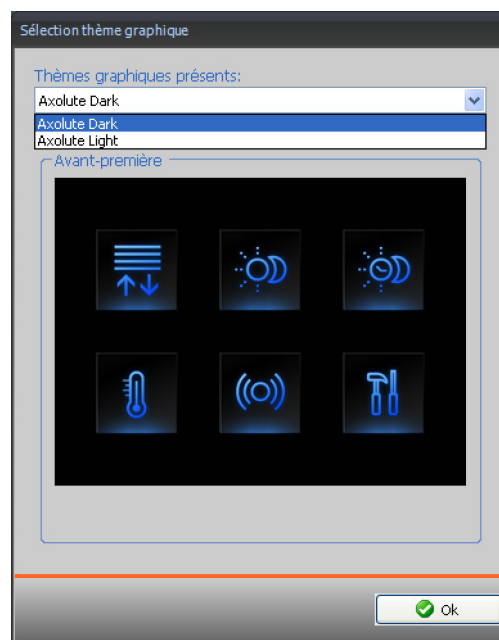 Sélection thème graphique
Thèmes graphiques présents:
Axolute Dark
Axolute Dark
Axolute Light
Avant-première
Ok